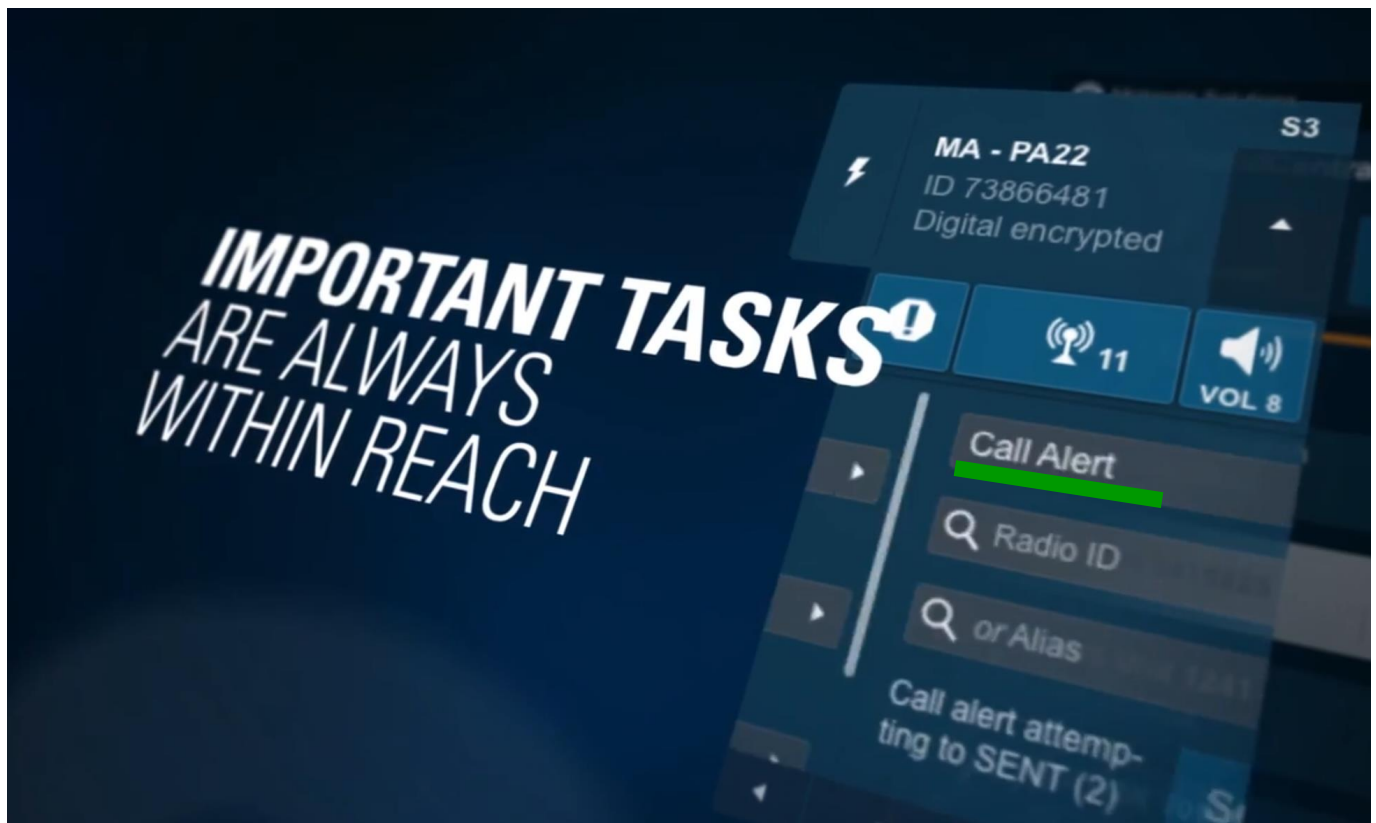 IMPORTANT TASKS
ARE ALWAYS
WITHIN REACH
S3
MA - PA22
ID 73866481
Digital encrypted
11
VOL 8
Call Alert
Radio ID
or Alias
Call alert attemp-
ting to SENT (2)